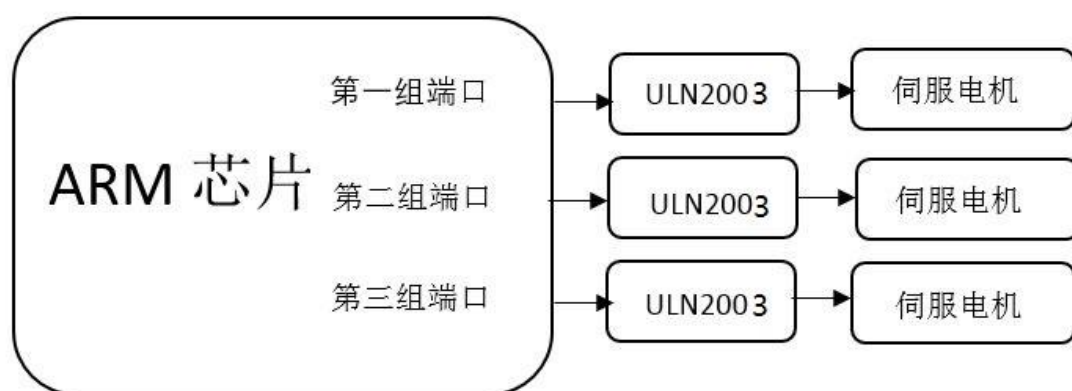 第一组端口
ULN2003
伺服电机
ARM 芯片
第二组端口
ULN2003
伺服电机
第三组端口
ULN2003
伺服电机